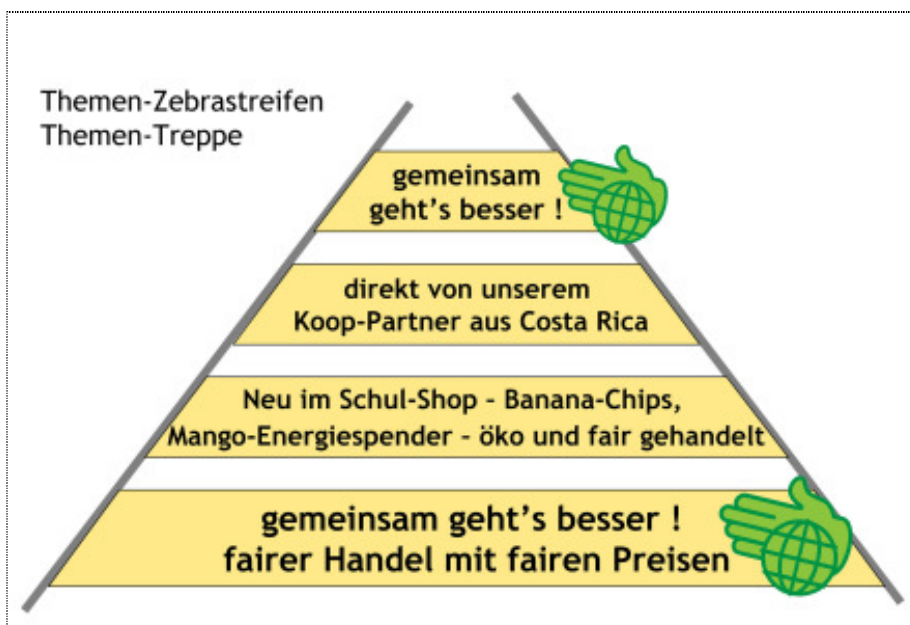 Themen-Zebrastreifen
Themen-Treppe
gemeinsam
geht's besser !
direkt von unserem
Koop-Partner aus Costa Rica
Neu im Schul-Shop – Banana-Chips,
Mango-Energiespender – öko und fair gehandelt
gemeinsam geht's besser !
fairer Handel mit fairen Preisen